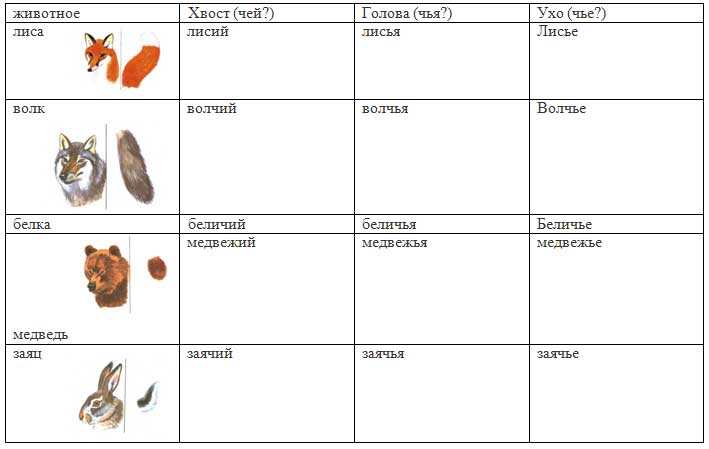 животное Хвост (чей?) Голова (чья?) Ухо (чье?)
лиса лисий лисья Лисье
волк волчий волчья Волчье
белка беличий беличья Беличье
медвежий медвежья медвежье
медведь
заяц заячий заячья заячье